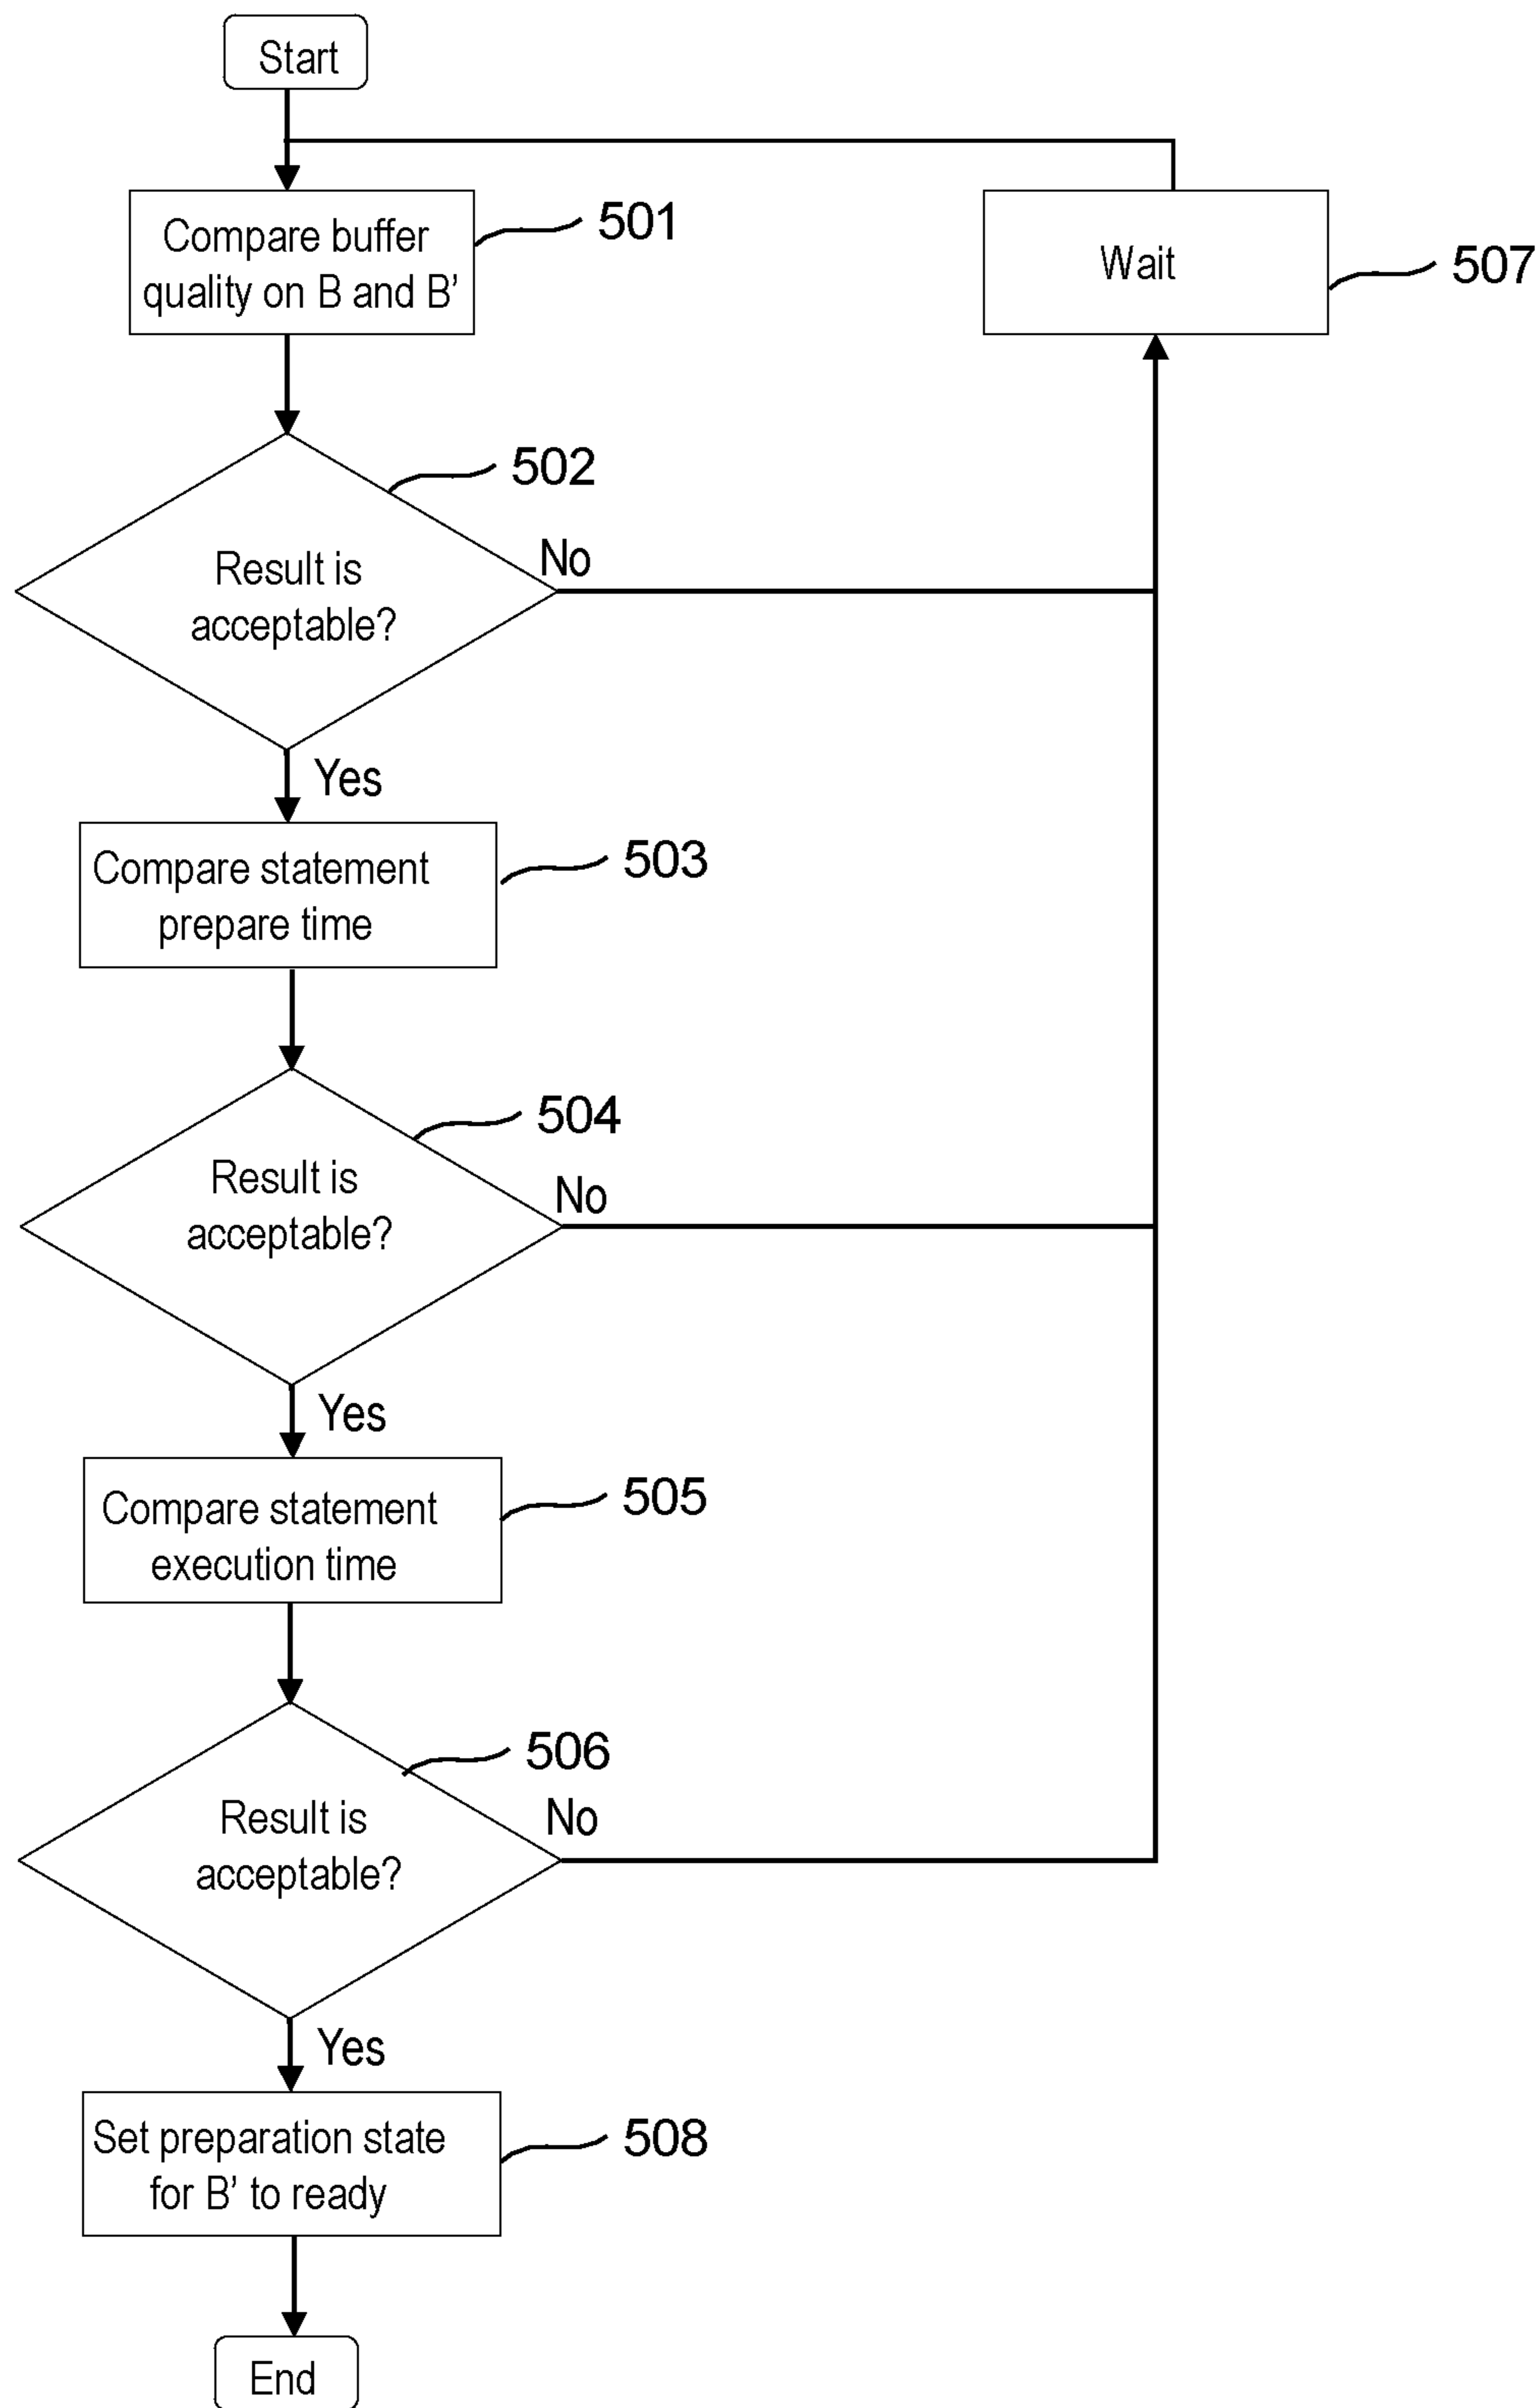 Start
Compare buffer
quality on B and B’
501
Wait
507
502
Result is
acceptable?
No
Yes
Compare statement
prepare time
503
504
Result is
acceptable?
No
Yes
Compare statement
execution time
505
506
Result is
acceptable?
No
Yes
Set preparation state
for B’ to ready
508
End